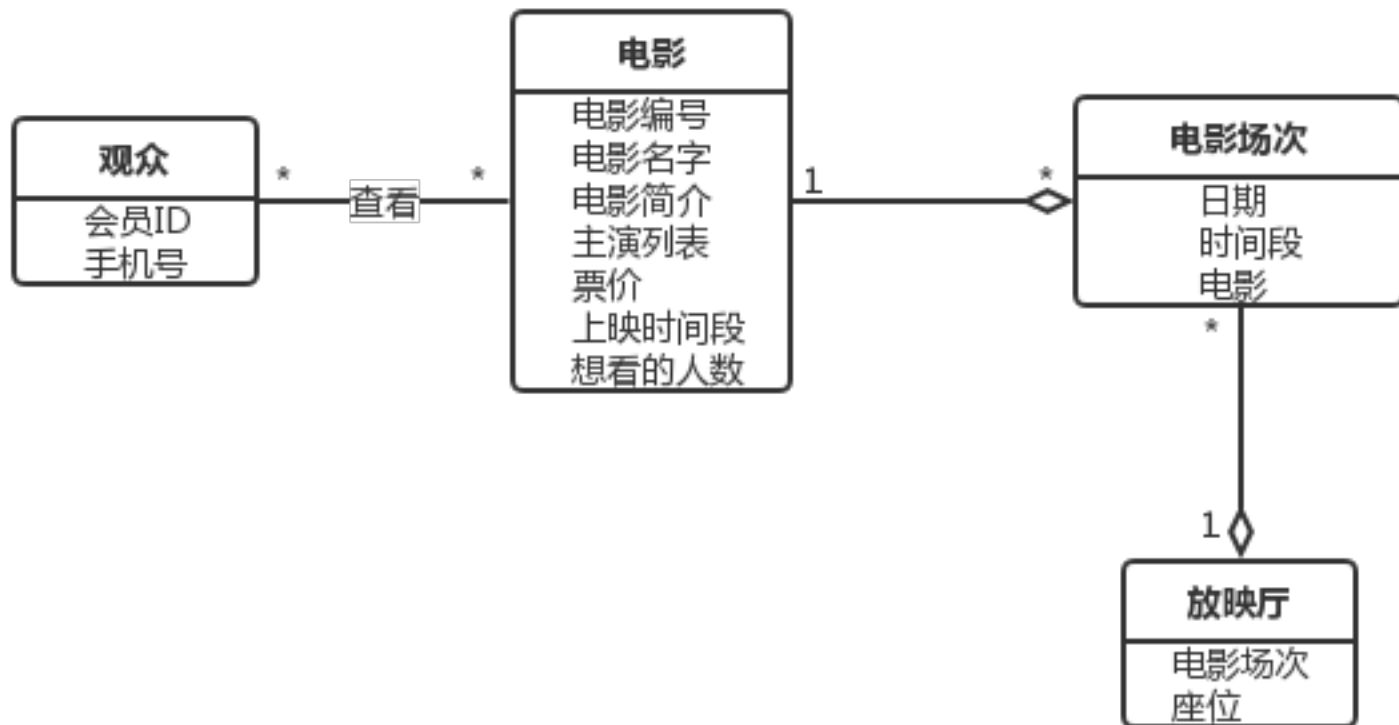 观众
会员ID
手机号
*
查看
*
电影
电影编号
电影名字
电影简介
主演列表
票价
上映时间段
想看的人数
1
*
电影场次
日期
时间段
电影
*
1
放映厅
电影场次
座位